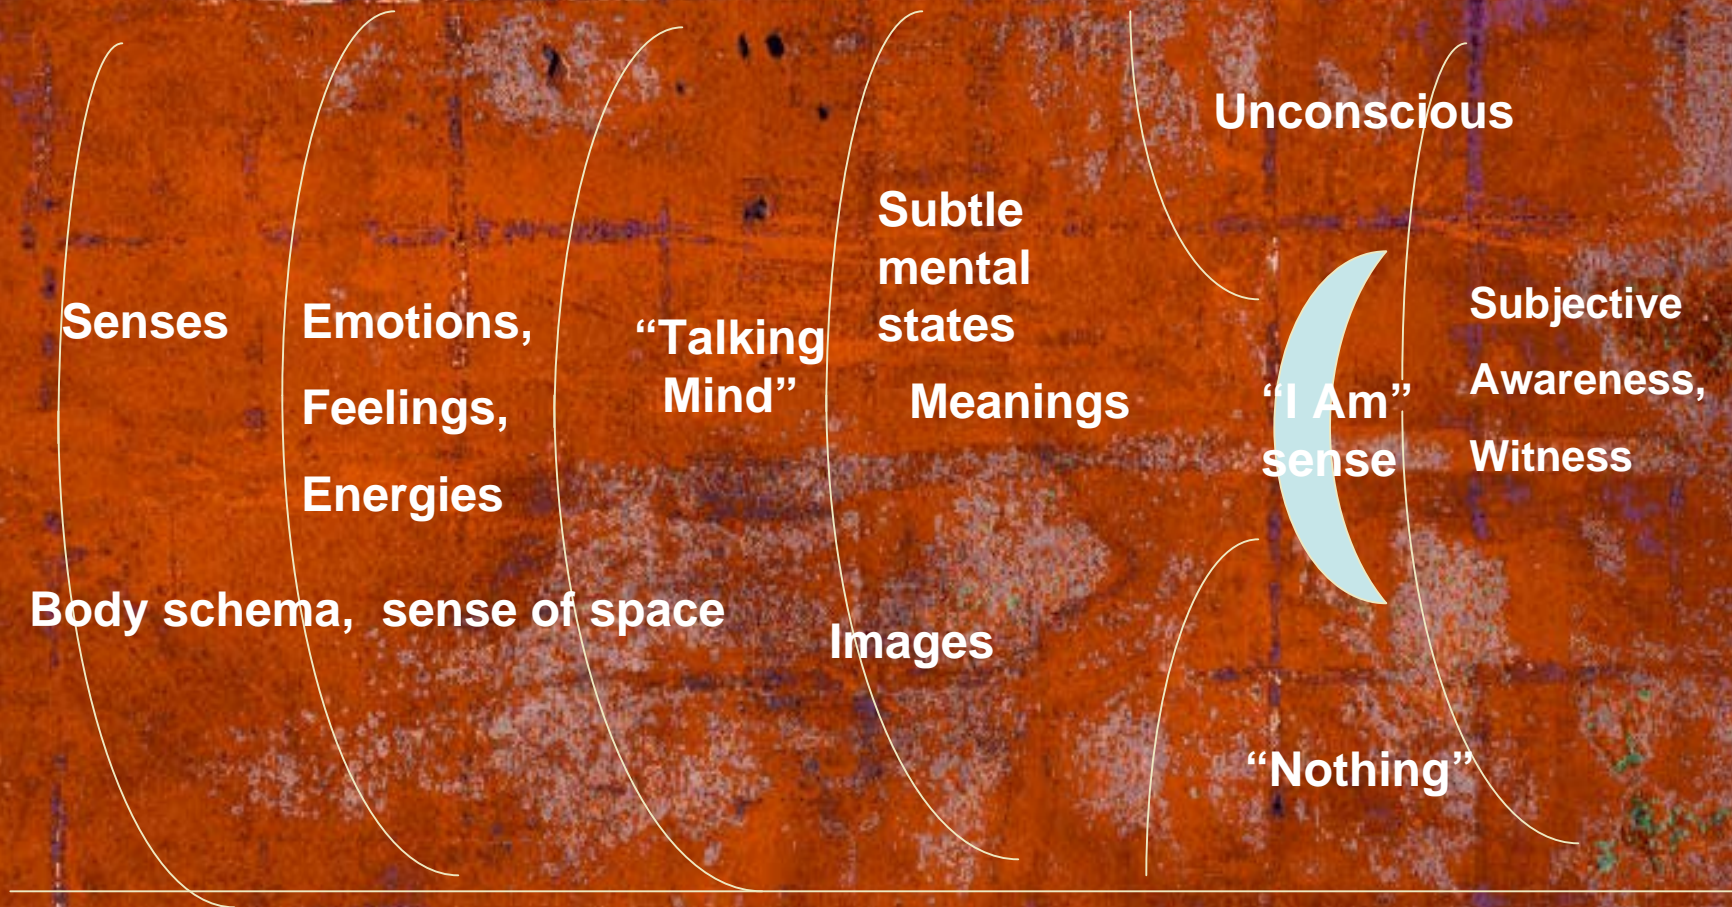 Senses
Emotions,
Feelings,
Energies
Body schema, sense of space
“Talking
Mind”
Subtle
mental
states
Meanings
Images
Unconscious
“I Am”
sense
“Nothing”
Subjective
Awareness,
Witness